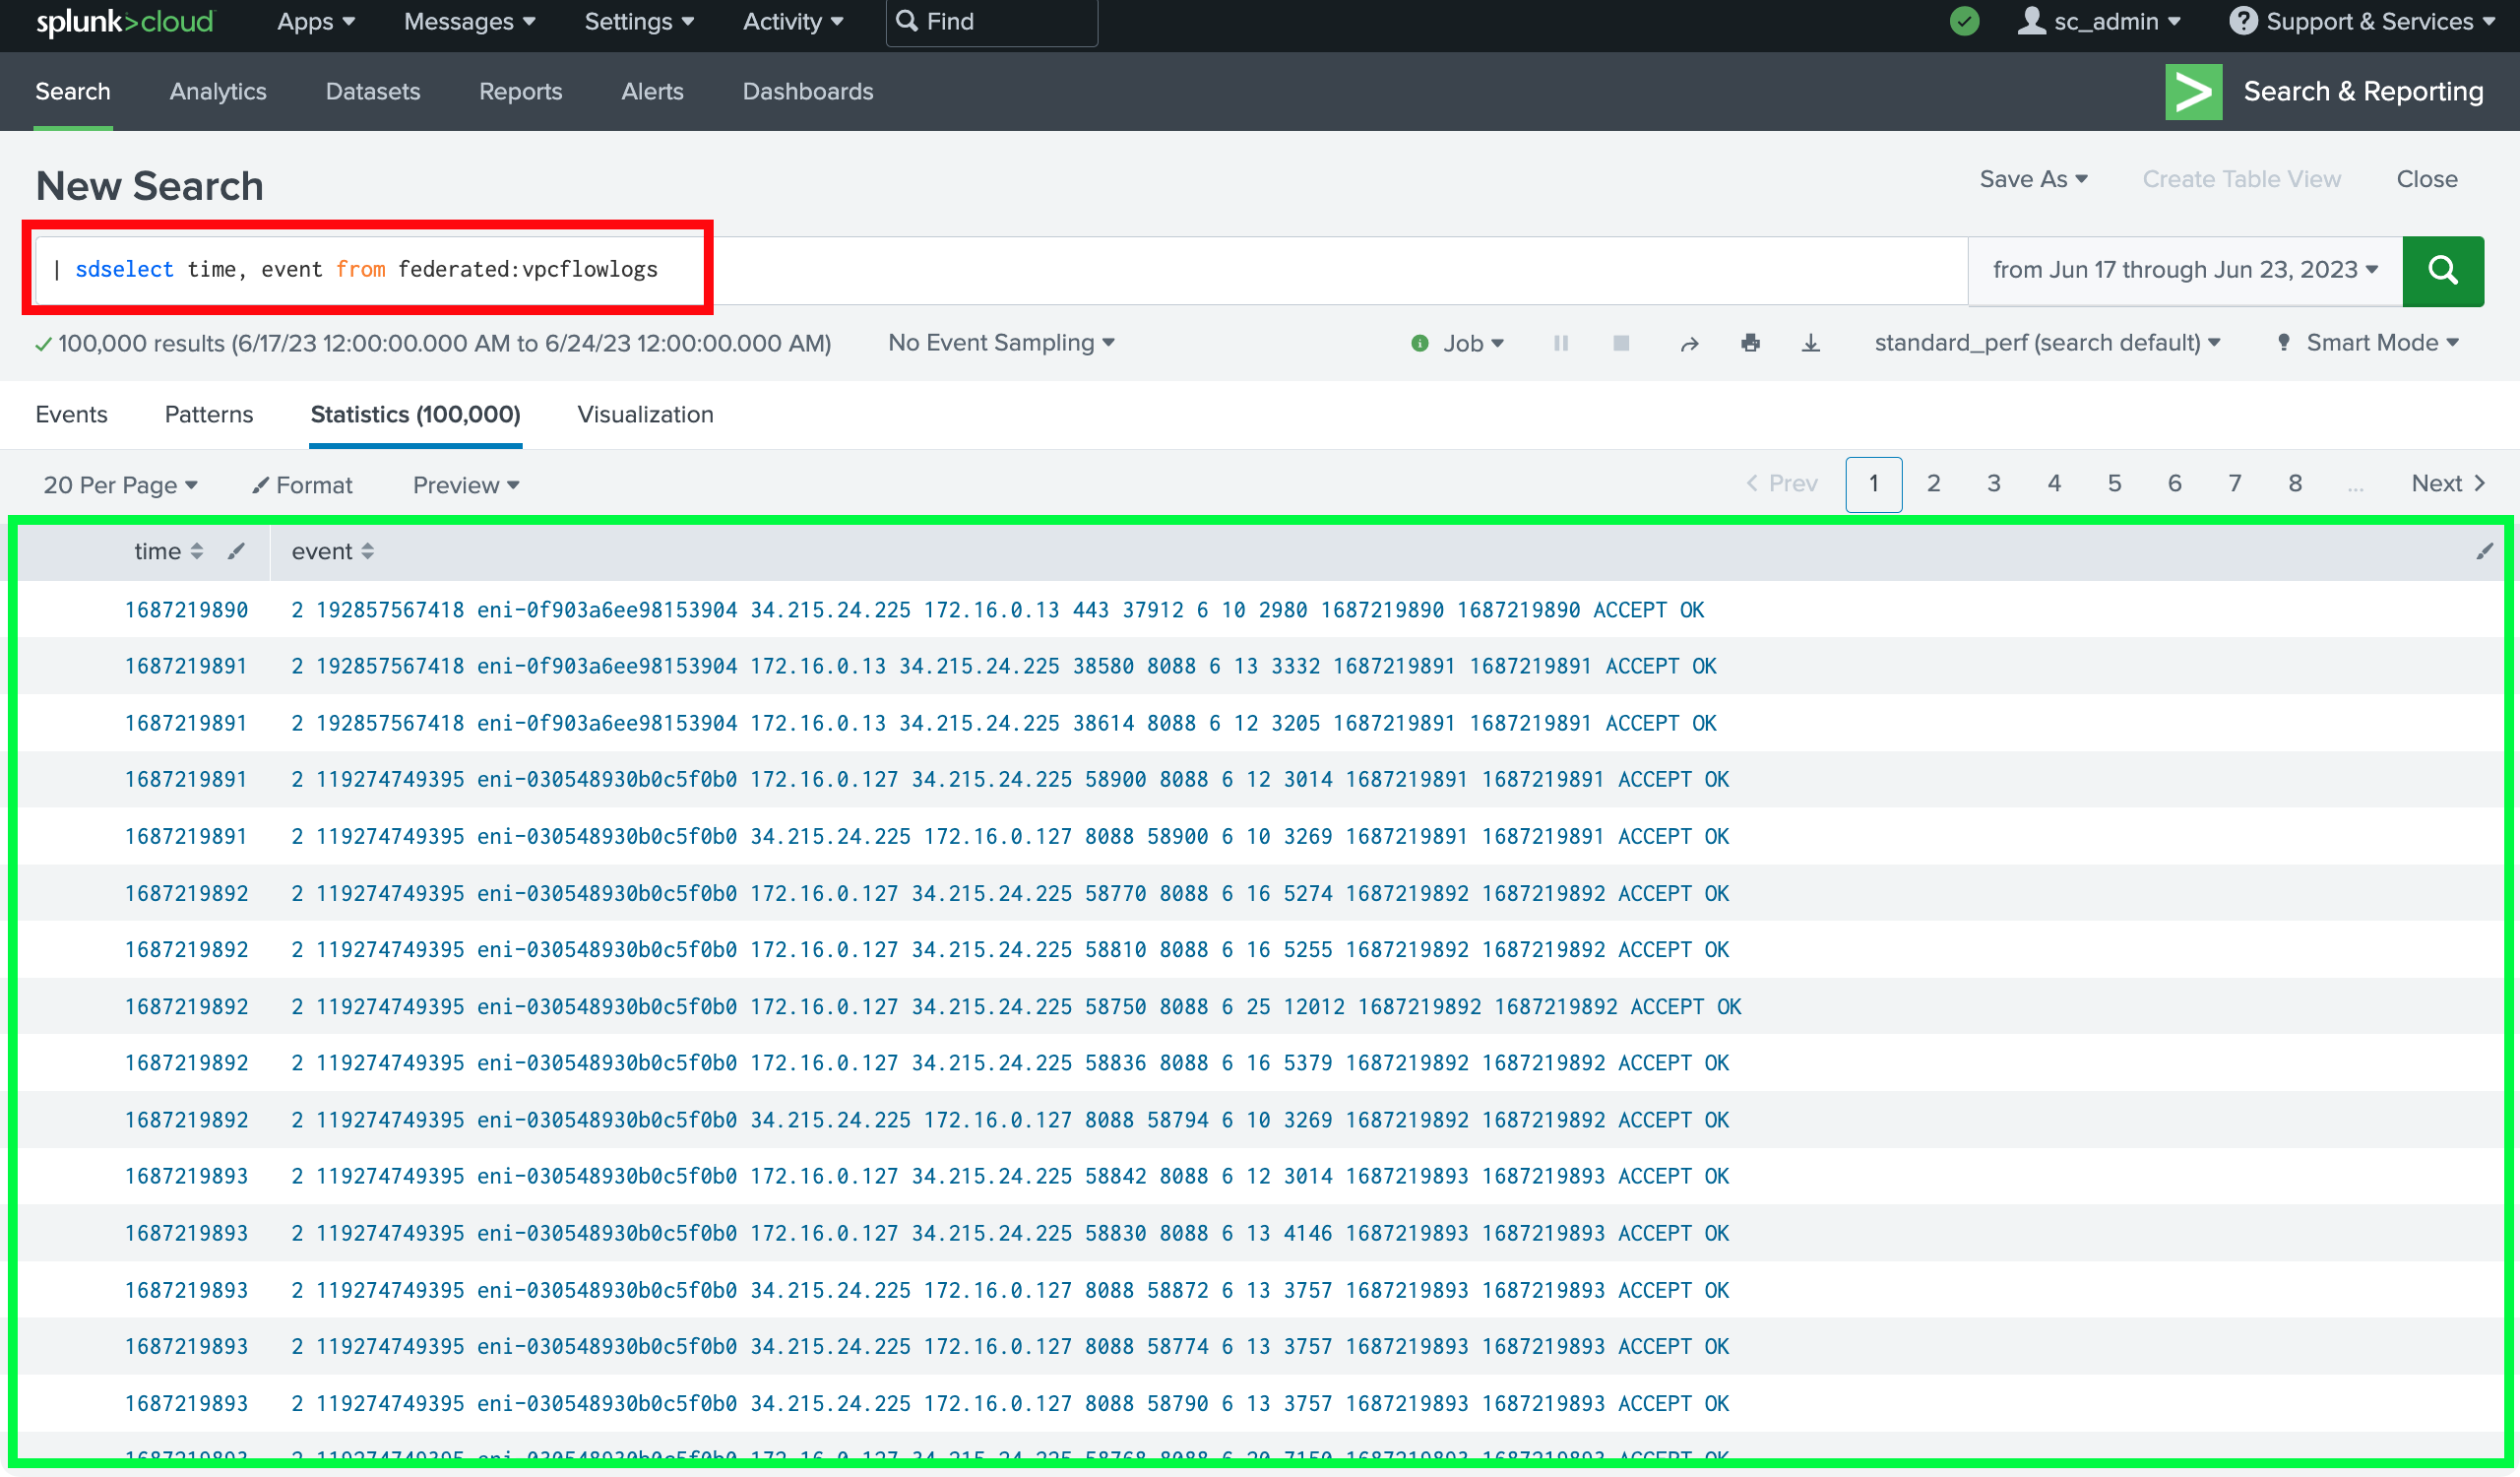 splunk>cloud Apps Messages Settings Activity Find sc_admin Support & Services
Search Analytics Datasets Reports Alerts Dashboards Search & Reporting
New Search Save As Create Table View Close
| sdselect time, event from federated:vpcflowlogs from Jun 17 through Jun 23, 2023
100,000 results (6/17/23 12:00:00.000 AM to 6/24/23 12:00:00.000 AM) No Event Sampling Job standard_perf (search default) Smart Mode
Events Patterns Statistics (100,000) Visualization
20 Per Page Format Preview Prev 1 2 3 4 5 6 7 8 ... Next
time event
1687219890 2 192857567418 eni-0f903a6ee98153904 34.215.24.225 172.16.0.13 443 37912 6 10 2980 1687219890 1687219890 ACCEPT OK
1687219891 2 192857567418 eni-0f903a6ee98153904 172.16.0.13 34.215.24.225 38580 8088 6 13 3332 1687219891 1687219891 ACCEPT OK
1687219891 2 192857567418 eni-0f903a6ee98153904 172.16.0.13 34.215.24.225 38614 8088 6 12 3205 1687219891 1687219891 ACCEPT OK
1687219891 2 119274749395 eni-030548930b0c5f0b0 172.16.0.127 34.215.24.225 58900 8088 6 12 3014 1687219891 1687219891 ACCEPT OK
1687219891 2 119274749395 eni-030548930b0c5f0b0 34.215.24.225 172.16.0.127 8088 58900 6 10 3269 1687219891 1687219891 ACCEPT OK
1687219892 2 119274749395 eni-030548930b0c5f0b0 172.16.0.127 34.215.24.225 58770 8088 6 16 5274 1687219892 1687219892 ACCEPT OK
1687219892 2 119274749395 eni-030548930b0c5f0b0 172.16.0.127 34.215.24.225 58810 8088 6 16 5255 1687219892 1687219892 ACCEPT OK
1687219892 2 119274749395 eni-030548930b0c5f0b0 172.16.0.127 34.215.24.225 58750 8088 6 25 12012 1687219892 1687219892 ACCEPT OK
1687219892 2 119274749395 eni-030548930b0c5f0b0 172.16.0.127 34.215.24.225 58836 8088 6 16 5379 1687219892 1687219892 ACCEPT OK
1687219892 2 119274749395 eni-030548930b0c5f0b0 34.215.24.225 172.16.0.127 8088 58794 6 10 3269 1687219892 1687219892 ACCEPT OK
1687219893 2 119274749395 eni-030548930b0c5f0b0 172.16.0.127 34.215.24.225 58842 8088 6 12 3014 1687219893 1687219893 ACCEPT OK
1687219893 2 119274749395 eni-030548930b0c5f0b0 172.16.0.127 34.215.24.225 58830 8088 6 13 4146 1687219893 1687219893 ACCEPT OK
1687219893 2 119274749395 eni-030548930b0c5f0b0 34.215.24.225 172.16.0.127 8088 58872 6 13 3757 1687219893 1687219893 ACCEPT OK
1687219893 2 119274749395 eni-030548930b0c5f0b0 34.215.24.225 172.16.0.127 8088 58774 6 13 3757 1687219893 1687219893 ACCEPT OK
1687219893 2 119274749395 eni-030548930b0c5f0b0 34.215.24.225 172.16.0.127 8088 58790 6 13 3757 1687219893 1687219893 ACCEPT OK